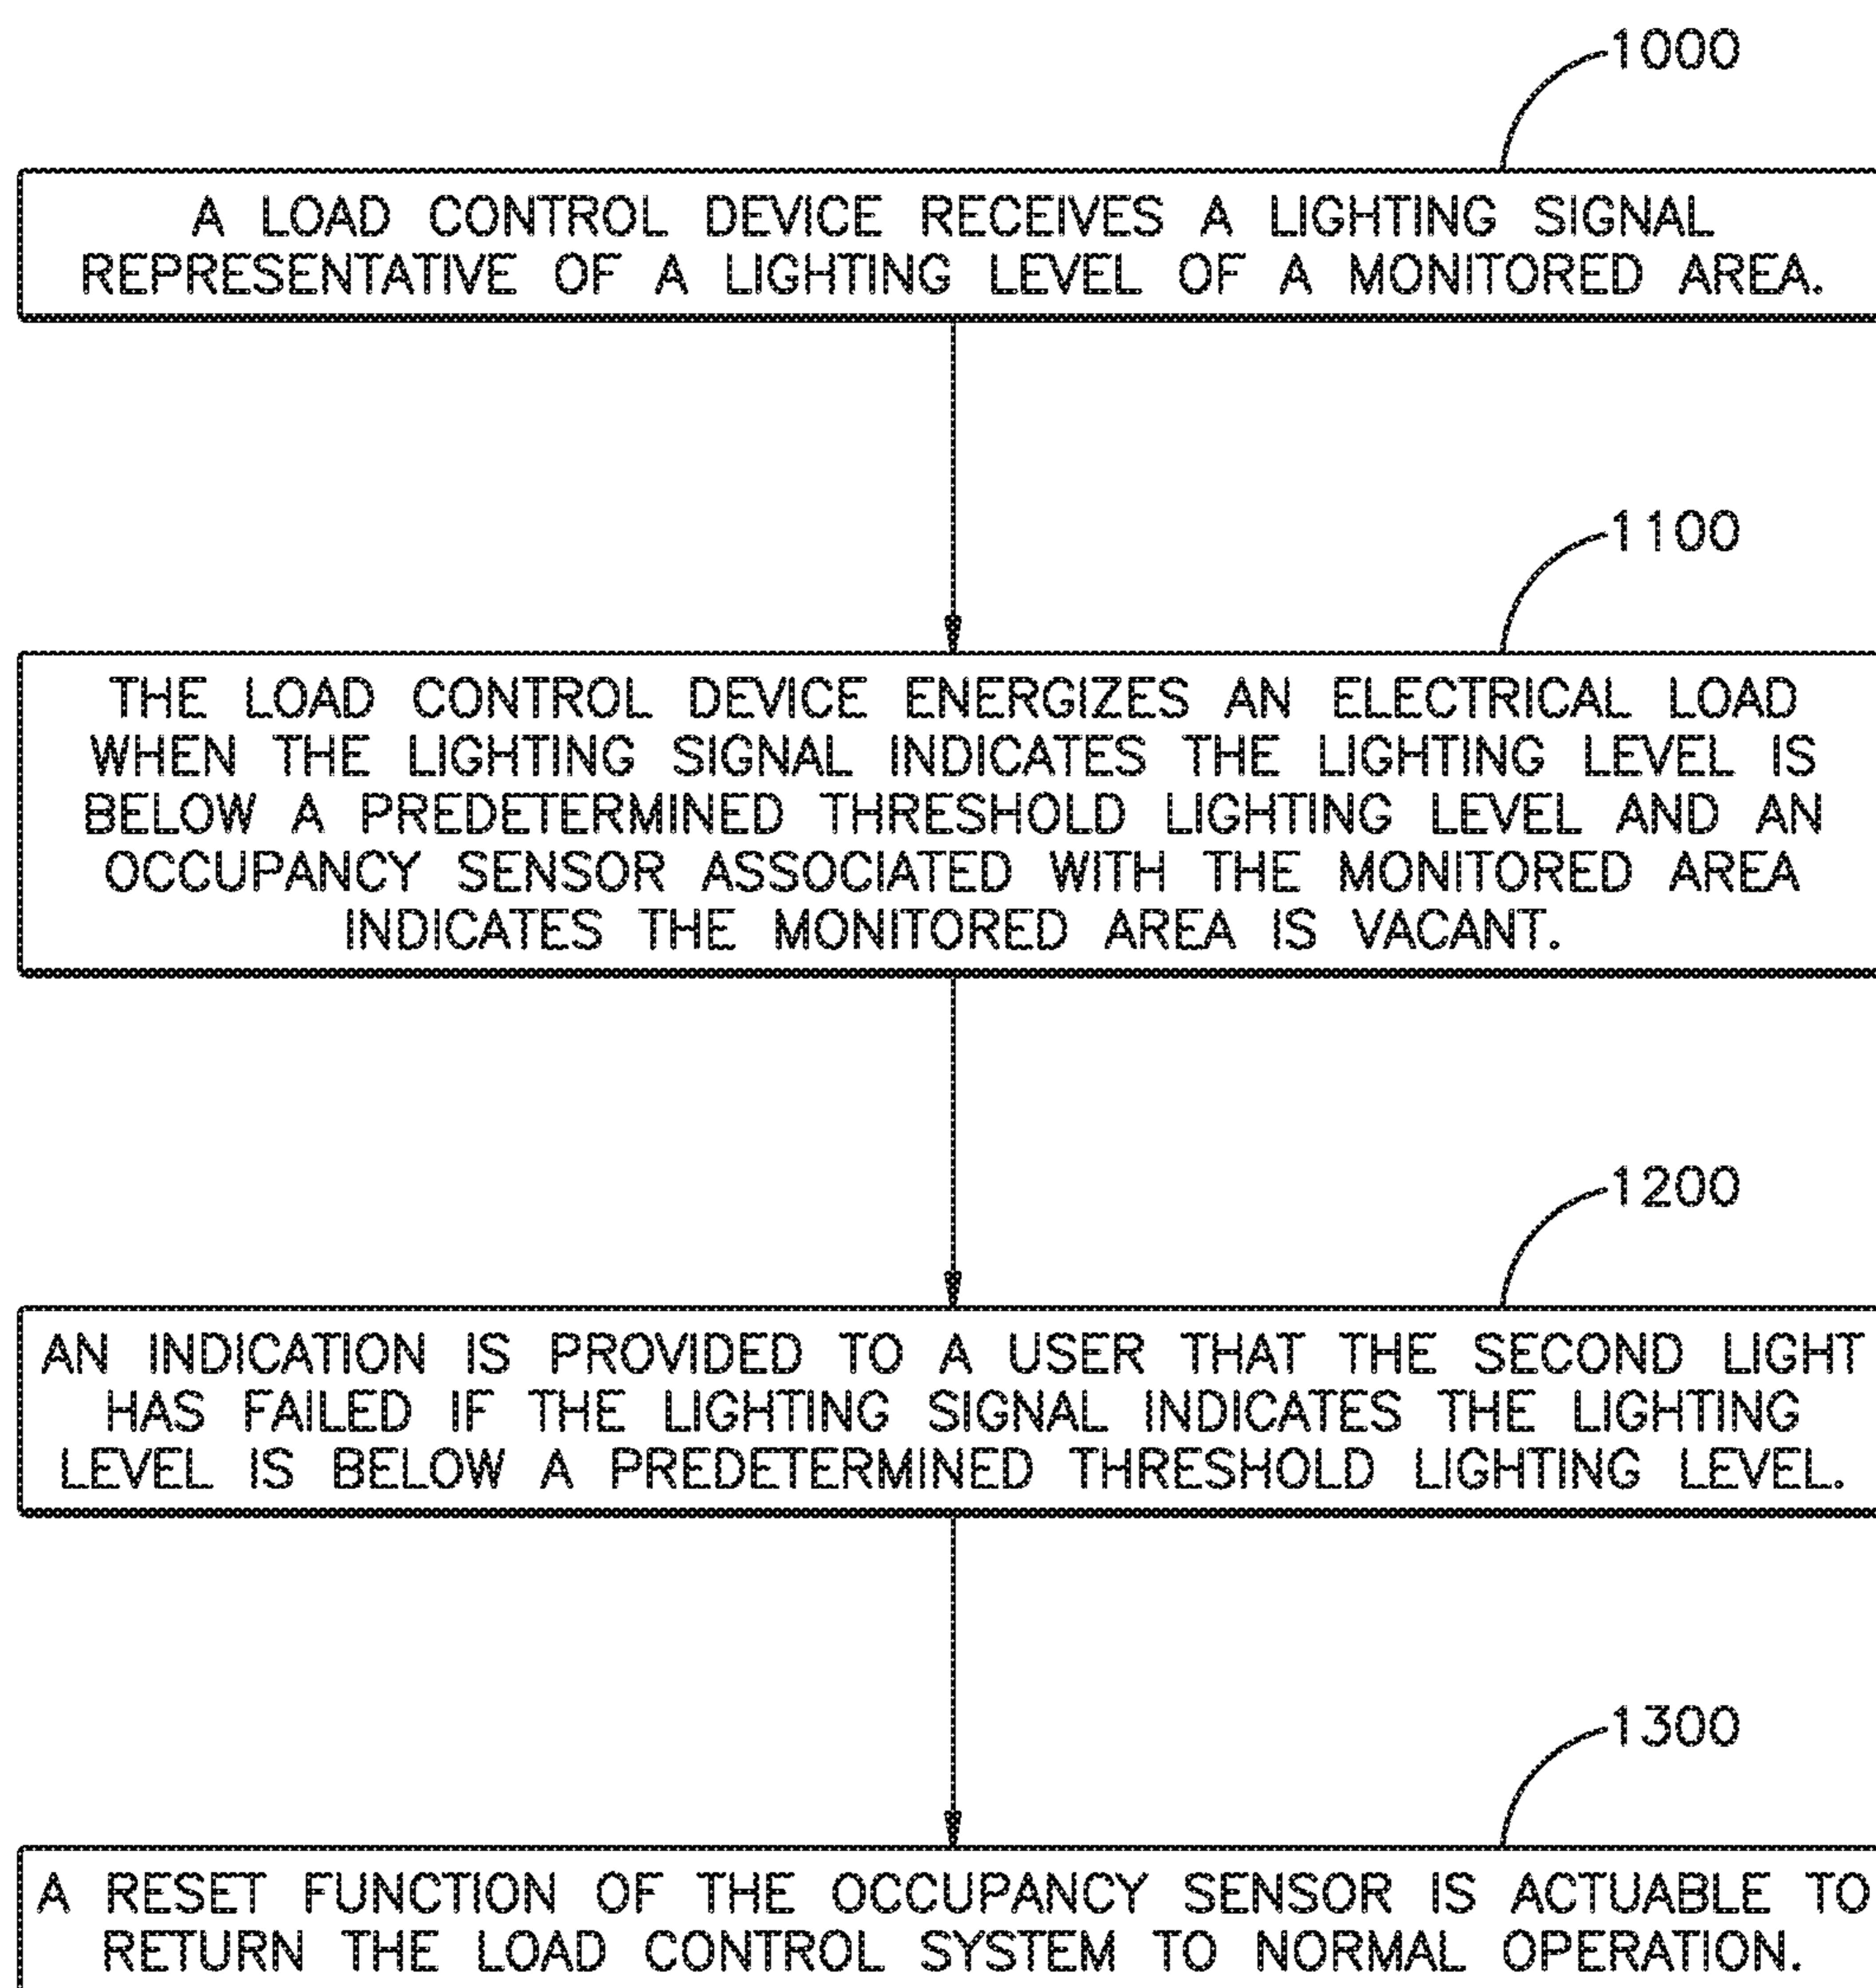 1000
A LOAD CONTROL DEVICE RECEIVES A LIGHTING SIGNAL
REPRESENTATIVE OF A LIGHTING LEVEL OF A MONITORED AREA.
1100
THE LOAD CONTROL DEVICE ENERGIZES AN ELECTRICAL LOAD
WHEN THE LIGHTING SIGNAL INDICATES THE LIGHTING LEVEL IS
BELOW A PREDETERMINED THRESHOLD LIGHTING LEVEL AND AN
OCCUPANCY SENSOR ASSOCIATED WITH THE MONITORED AREA
INDICATES THE MONITORED AREA IS VACANT.
1200
AN INDICATION IS PROVIDED TO A USER THAT THE SECOND LIGHT
HAS FAILED IF THE LIGHTING SIGNAL INDICATES THE LIGHTING
LEVEL IS BELOW A PREDETERMINED THRESHOLD LIGHTING LEVEL.
1300
A RESET FUNCTION OF THE OCCUPANCY SENSOR IS ACTUABLE TO
RETURN THE LOAD CONTROL SYSTEM TO NORMAL OPERATION.